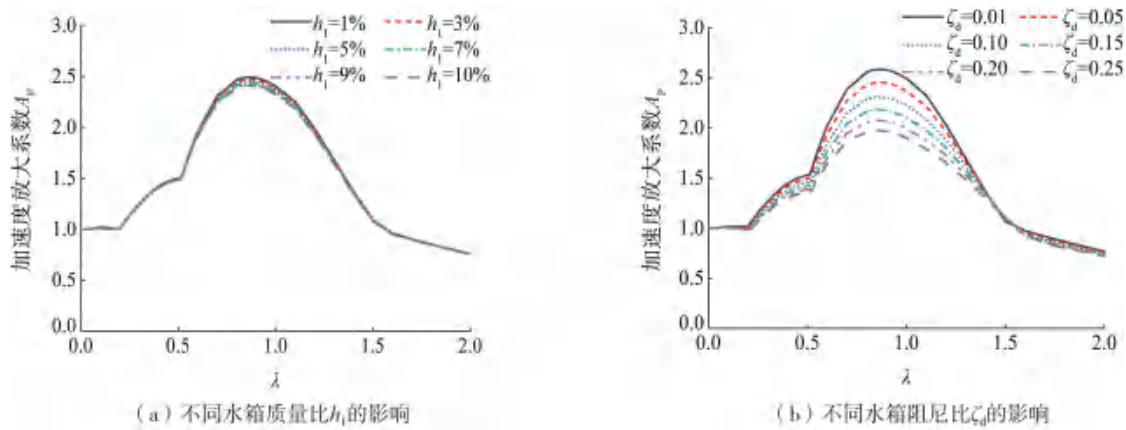 3.0
2.5
2.0
1.5
1.0
0.5
0.0
加速度放大系数Aₚ
h₁=1% h₁=3%
h₁=5% h₁=7%
h₁=9% h₁=10%
0.0 0.5 1.0 1.5 2.0
λ
（a）不同水箱质量比h₁的影响
3.0
2.5
2.0
1.5
1.0
0.5
0.0
加速度放大系数Aₚ
ζd=0.01 ζd=0.05
ζd=0.10 ζd=0.15
ζd=0.20 ζd=0.25
0.0 0.5 1.0 1.5 2.0
λ
（b）不同水箱阻尼比ζd的影响